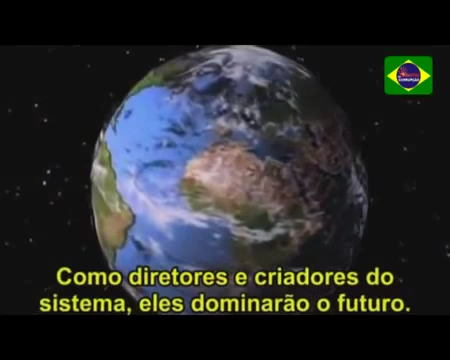 Como diretores e criadores do
sistema, eles dominarão o futuro.